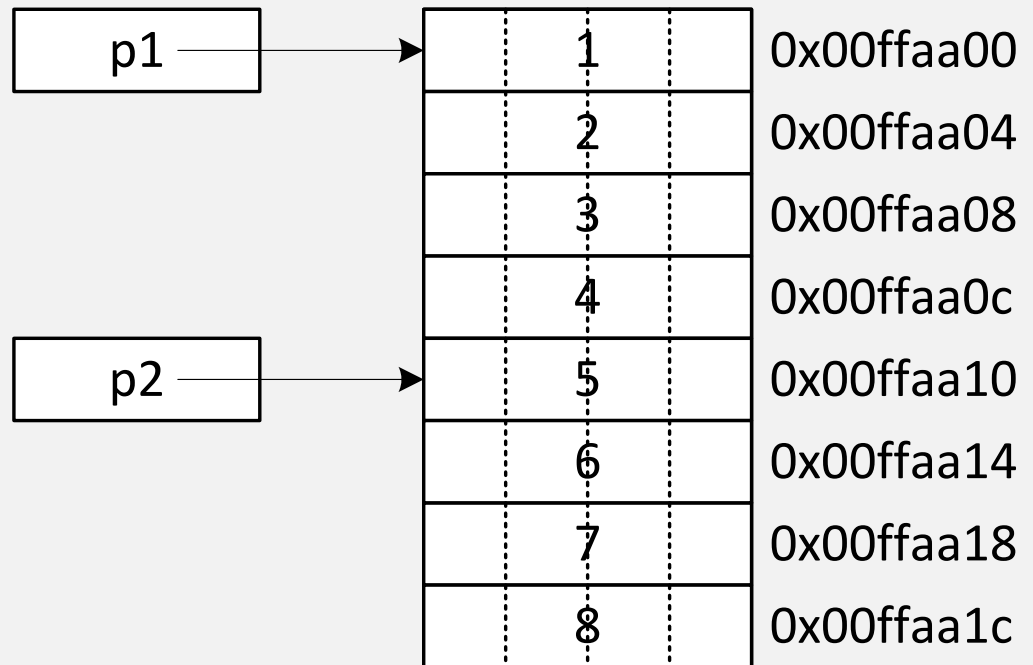 p1 1 0x00ffaa00
2 0x00ffaa04
3 0x00ffaa08
4 0x00ffaa0c
p2 5 0x00ffaa10
6 0x00ffaa14
7 0x00ffaa18
8 0x00ffaa1c